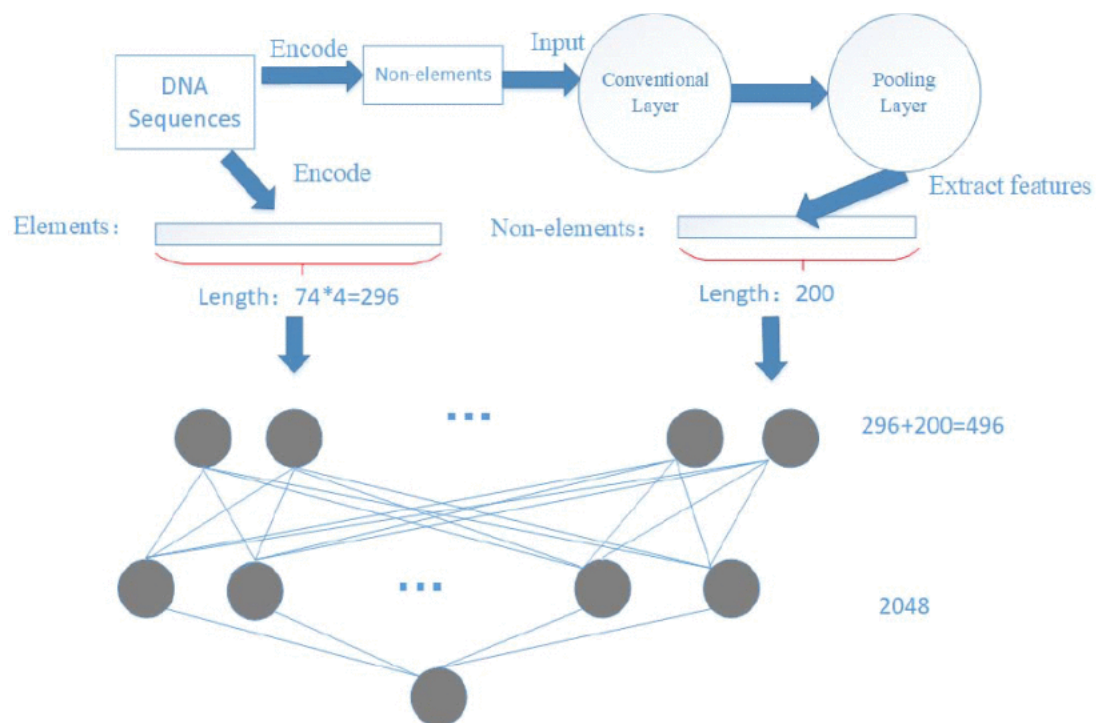 DNA
Sequences
Encode
Non-elements
Input
Conventional
Layer
Pooling
Layer
Encode
Extract features
Elements：
Non-elements：
Length：74*4=296
Length：200
...
296+200=496
...
2048